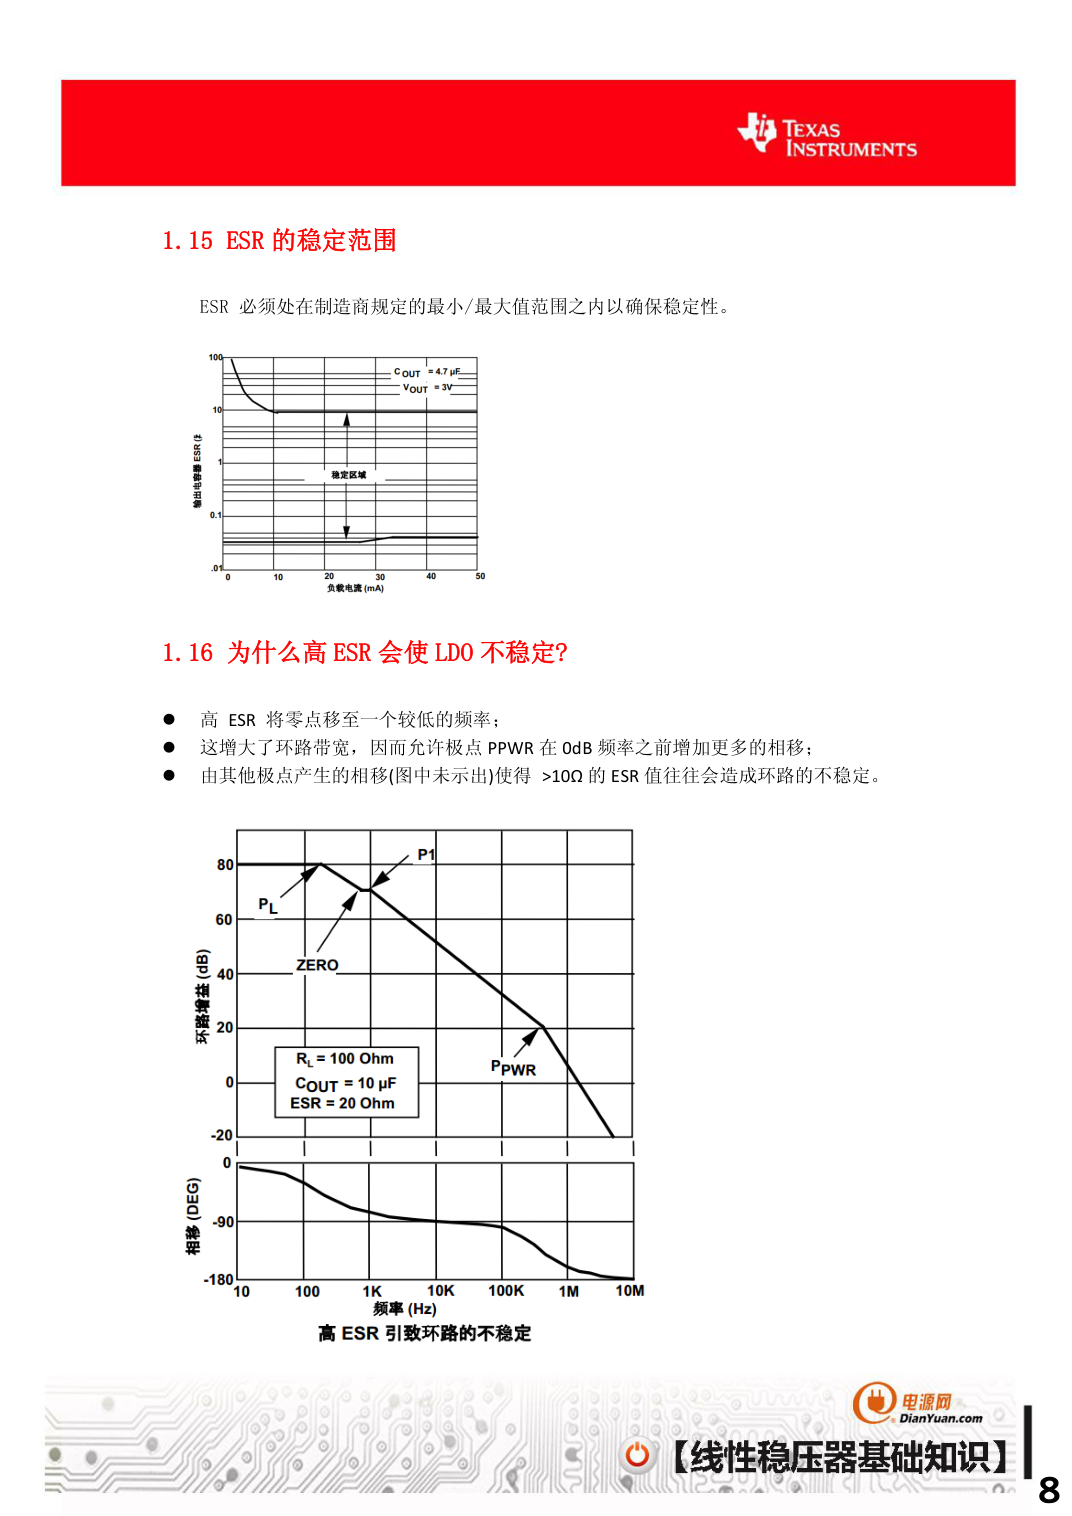 TEXAS
INSTRUMENTS
1.15 ESR 的稳定范围
ESR 必须处在制造商规定的最小/最大值范围之内以确保稳定性。
100
10
1
0.1
.01
输出电容器 ESR
C OUT = 4.7 µF
VOUT = 3V
稳定区域
0 10 20 30 40 50
负载电流 (mA)
1.16 为什么高 ESR 会使 LDO 不稳定?
● 高 ESR 将零点移至一个较低的频率;
● 这增大了环路带宽，因而允许极点 PPWR 在 0dB 频率之前增加更多的相移;
● 由其他极点产生的相移(图中未示出)使得 >10Ω 的 ESR 值往往会造成环路的不稳定。
80
60
40
20
0
-20
环路增益 (dB)
P1
PL
ZERO
PPWR
RL = 100 Ohm
COUT = 10 µF
ESR = 20 Ohm
0
-90
-180
相移 (DEG)
10 100 1K 10K 100K 1M 10M
频率 (Hz)
高 ESR 引致环路的不稳定
电源网
DianYuan.com
【线性稳压器基础知识】
8